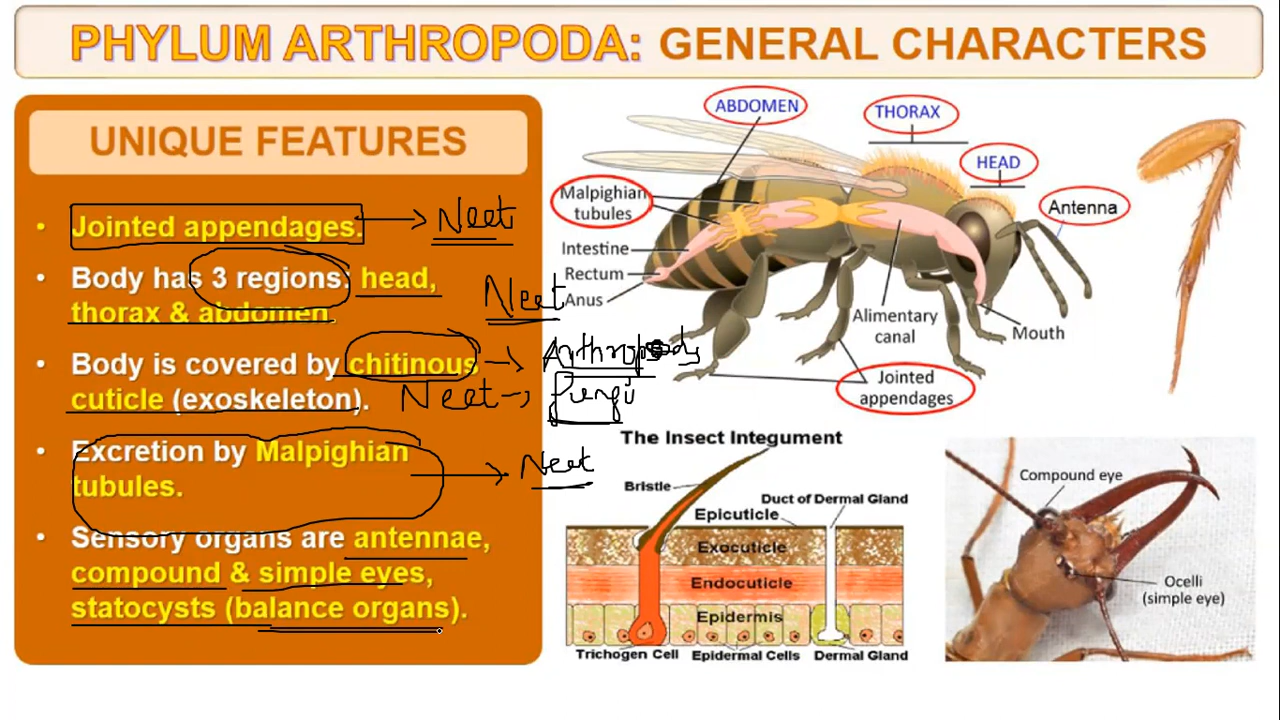 PHYLUM ARTHROPODA: GENERAL CHARACTERS
UNIQUE FEATURES
• Jointed appendages. → Neet
• Body has 3 regions: head,
thorax & abdomen.
Neet
• Body is covered by chitinous → Arthropods
cuticle (exoskeleton). Neet → fungi
• Excretion by Malpighian
tubules. → Neet
• Sensory organs are antennae,
compound & simple eyes,
statocysts (balance organs).
ABDOMEN
THORAX
HEAD
Antenna
Malpighian
tubules
Intestine
Rectum
Anus
Alimentary
canal
Mouth
Jointed
appendages
The Insect Integument
Bristle
Duct of Dermal Gland
Epicuticle
Exocuticle
Endocuticle
Epidermis
Trichogen Cell
Epidermal Cells
Dermal Gland
Compound eye
Ocelli
(simple eye)